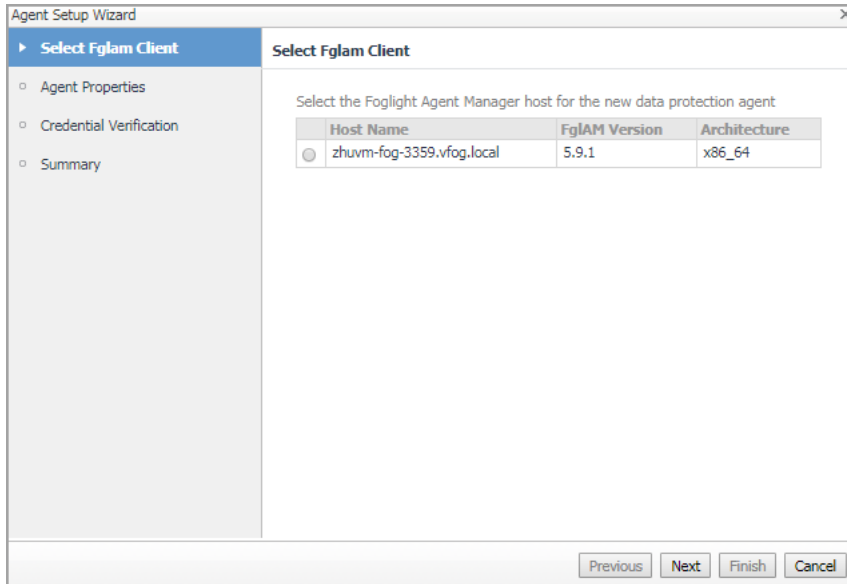 Agent Setup Wizard
Select Fglam Client
Agent Properties
Credential Verification
Summary
Select Fglam Client
Select the Foglight Agent Manager host for the new data protection agent
Host Name FglAM Version Architecture
zhuvm-fog-3359.vfog.local 5.9.1 x86_64
Previous Next Finish Cancel